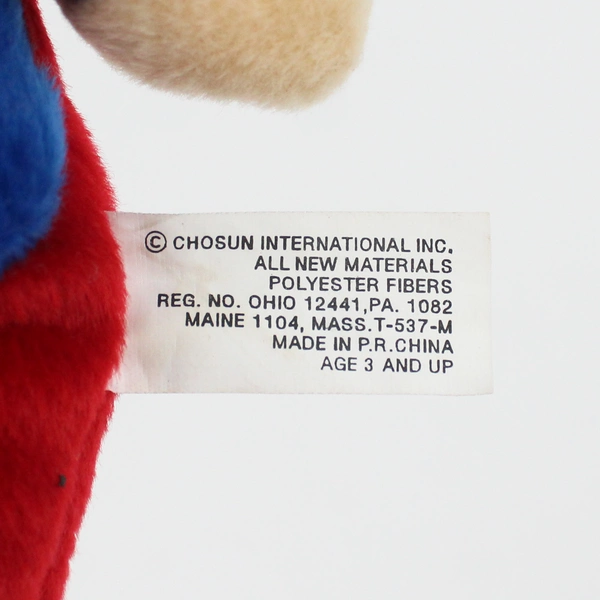 © CHOSUN INTERNATIONAL INC.
ALL NEW MATERIALS
POLYESTER FIBERS
REG. NO. OHIO 12441,PA. 1082
MAINE 1104, MASS.T-537-M
MADE IN P.R.CHINA
AGE 3 AND UP